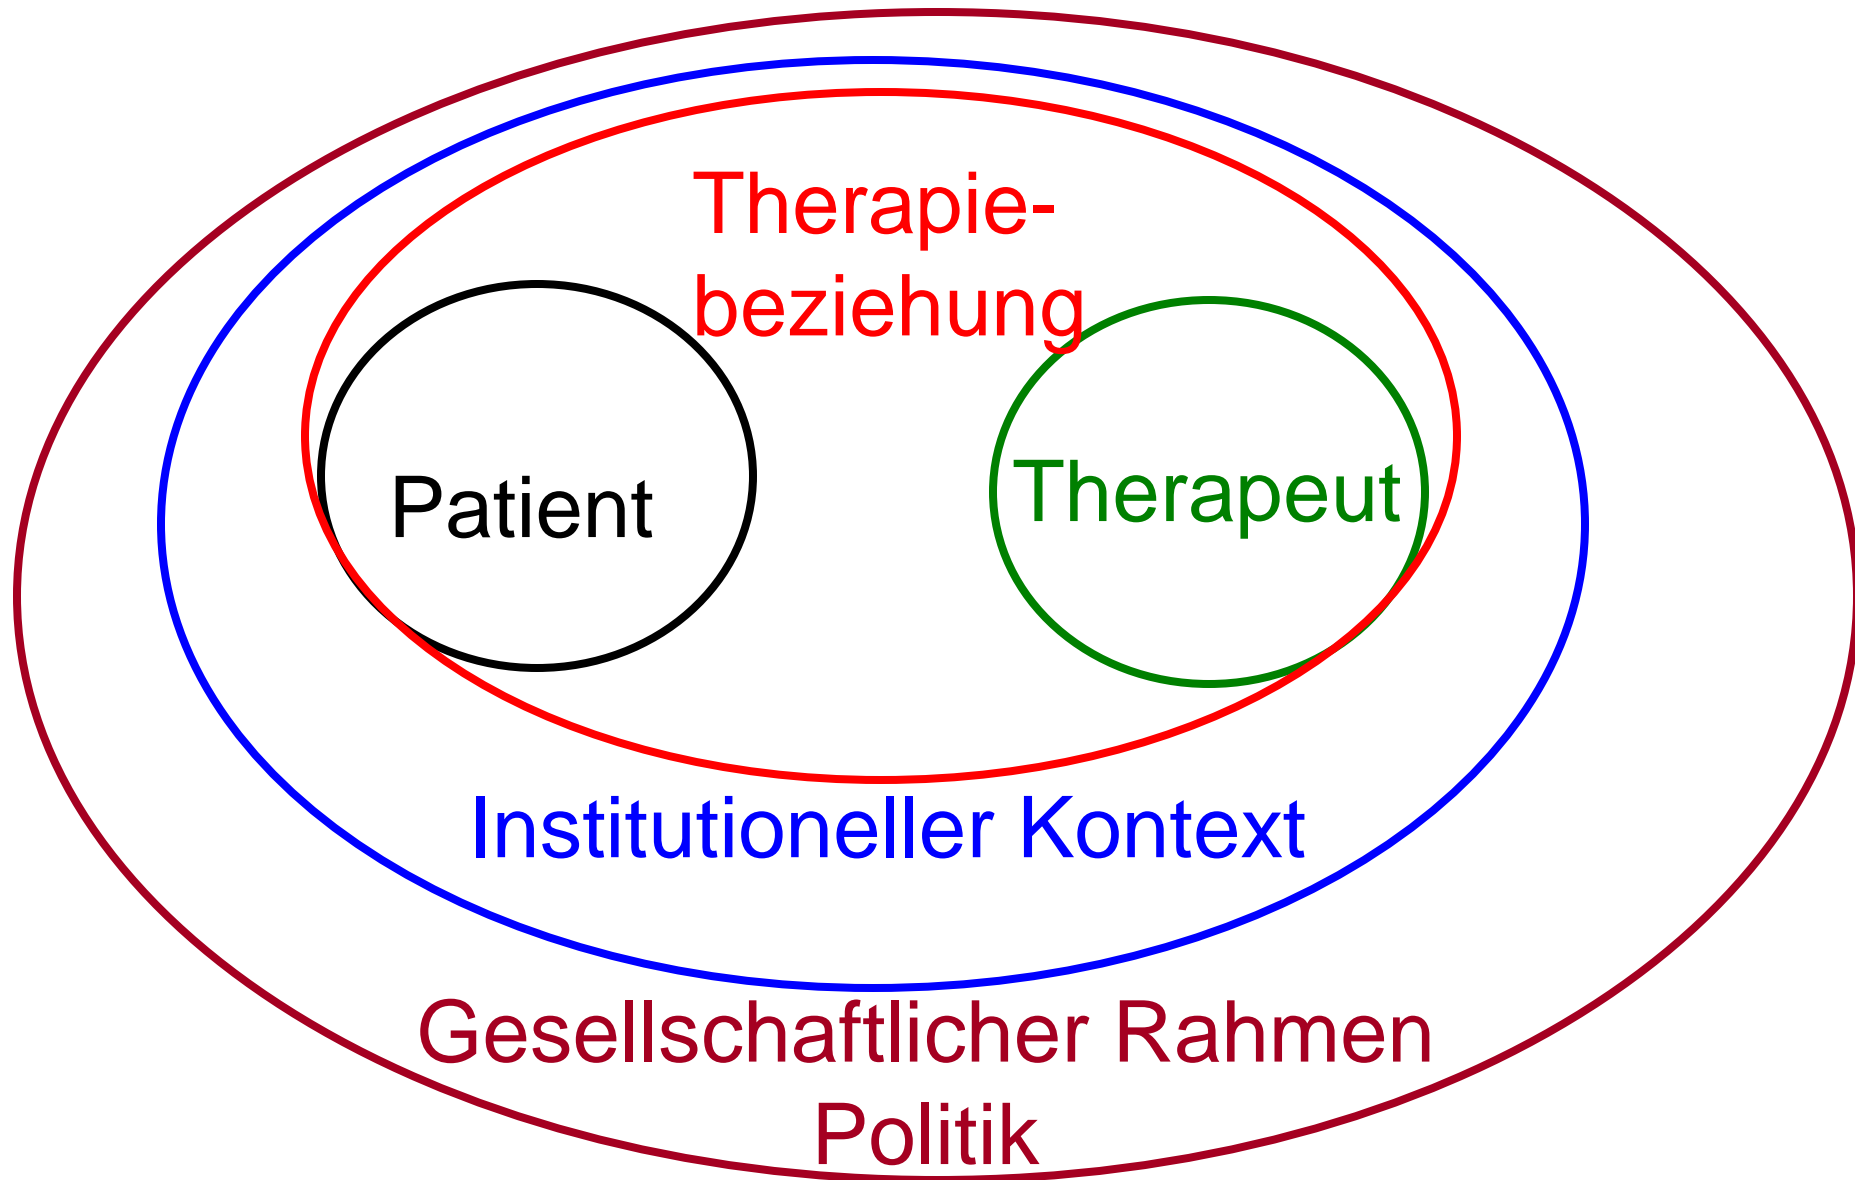 Therapie-
beziehung
Patient
Therapeut
Institutioneller Kontext
Gesellschaftlicher Rahmen
Politik